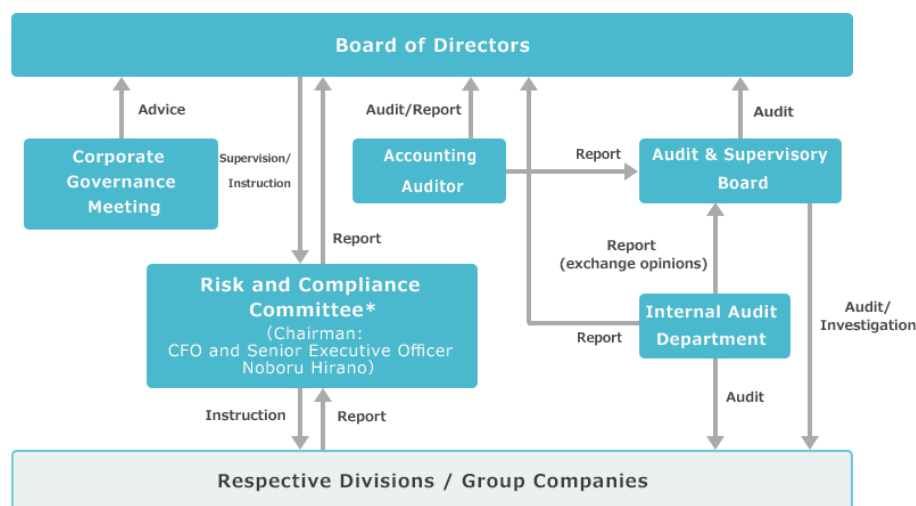 Board of Directors
Advice
Audit/Report
Audit
Corporate
Governance
Meeting
Supervision/
Instruction
Accounting
Auditor
Report
Audit & Supervisory
Board
Report
Report
(exchange opinions)
Risk and Compliance
Committee*
(Chairman:
CFO and Senior Executive Officer
Noboru Hirano)
Internal Audit
Department
Report
Audit/
Investigation
Instruction
Report
Audit
Respective Divisions / Group Companies